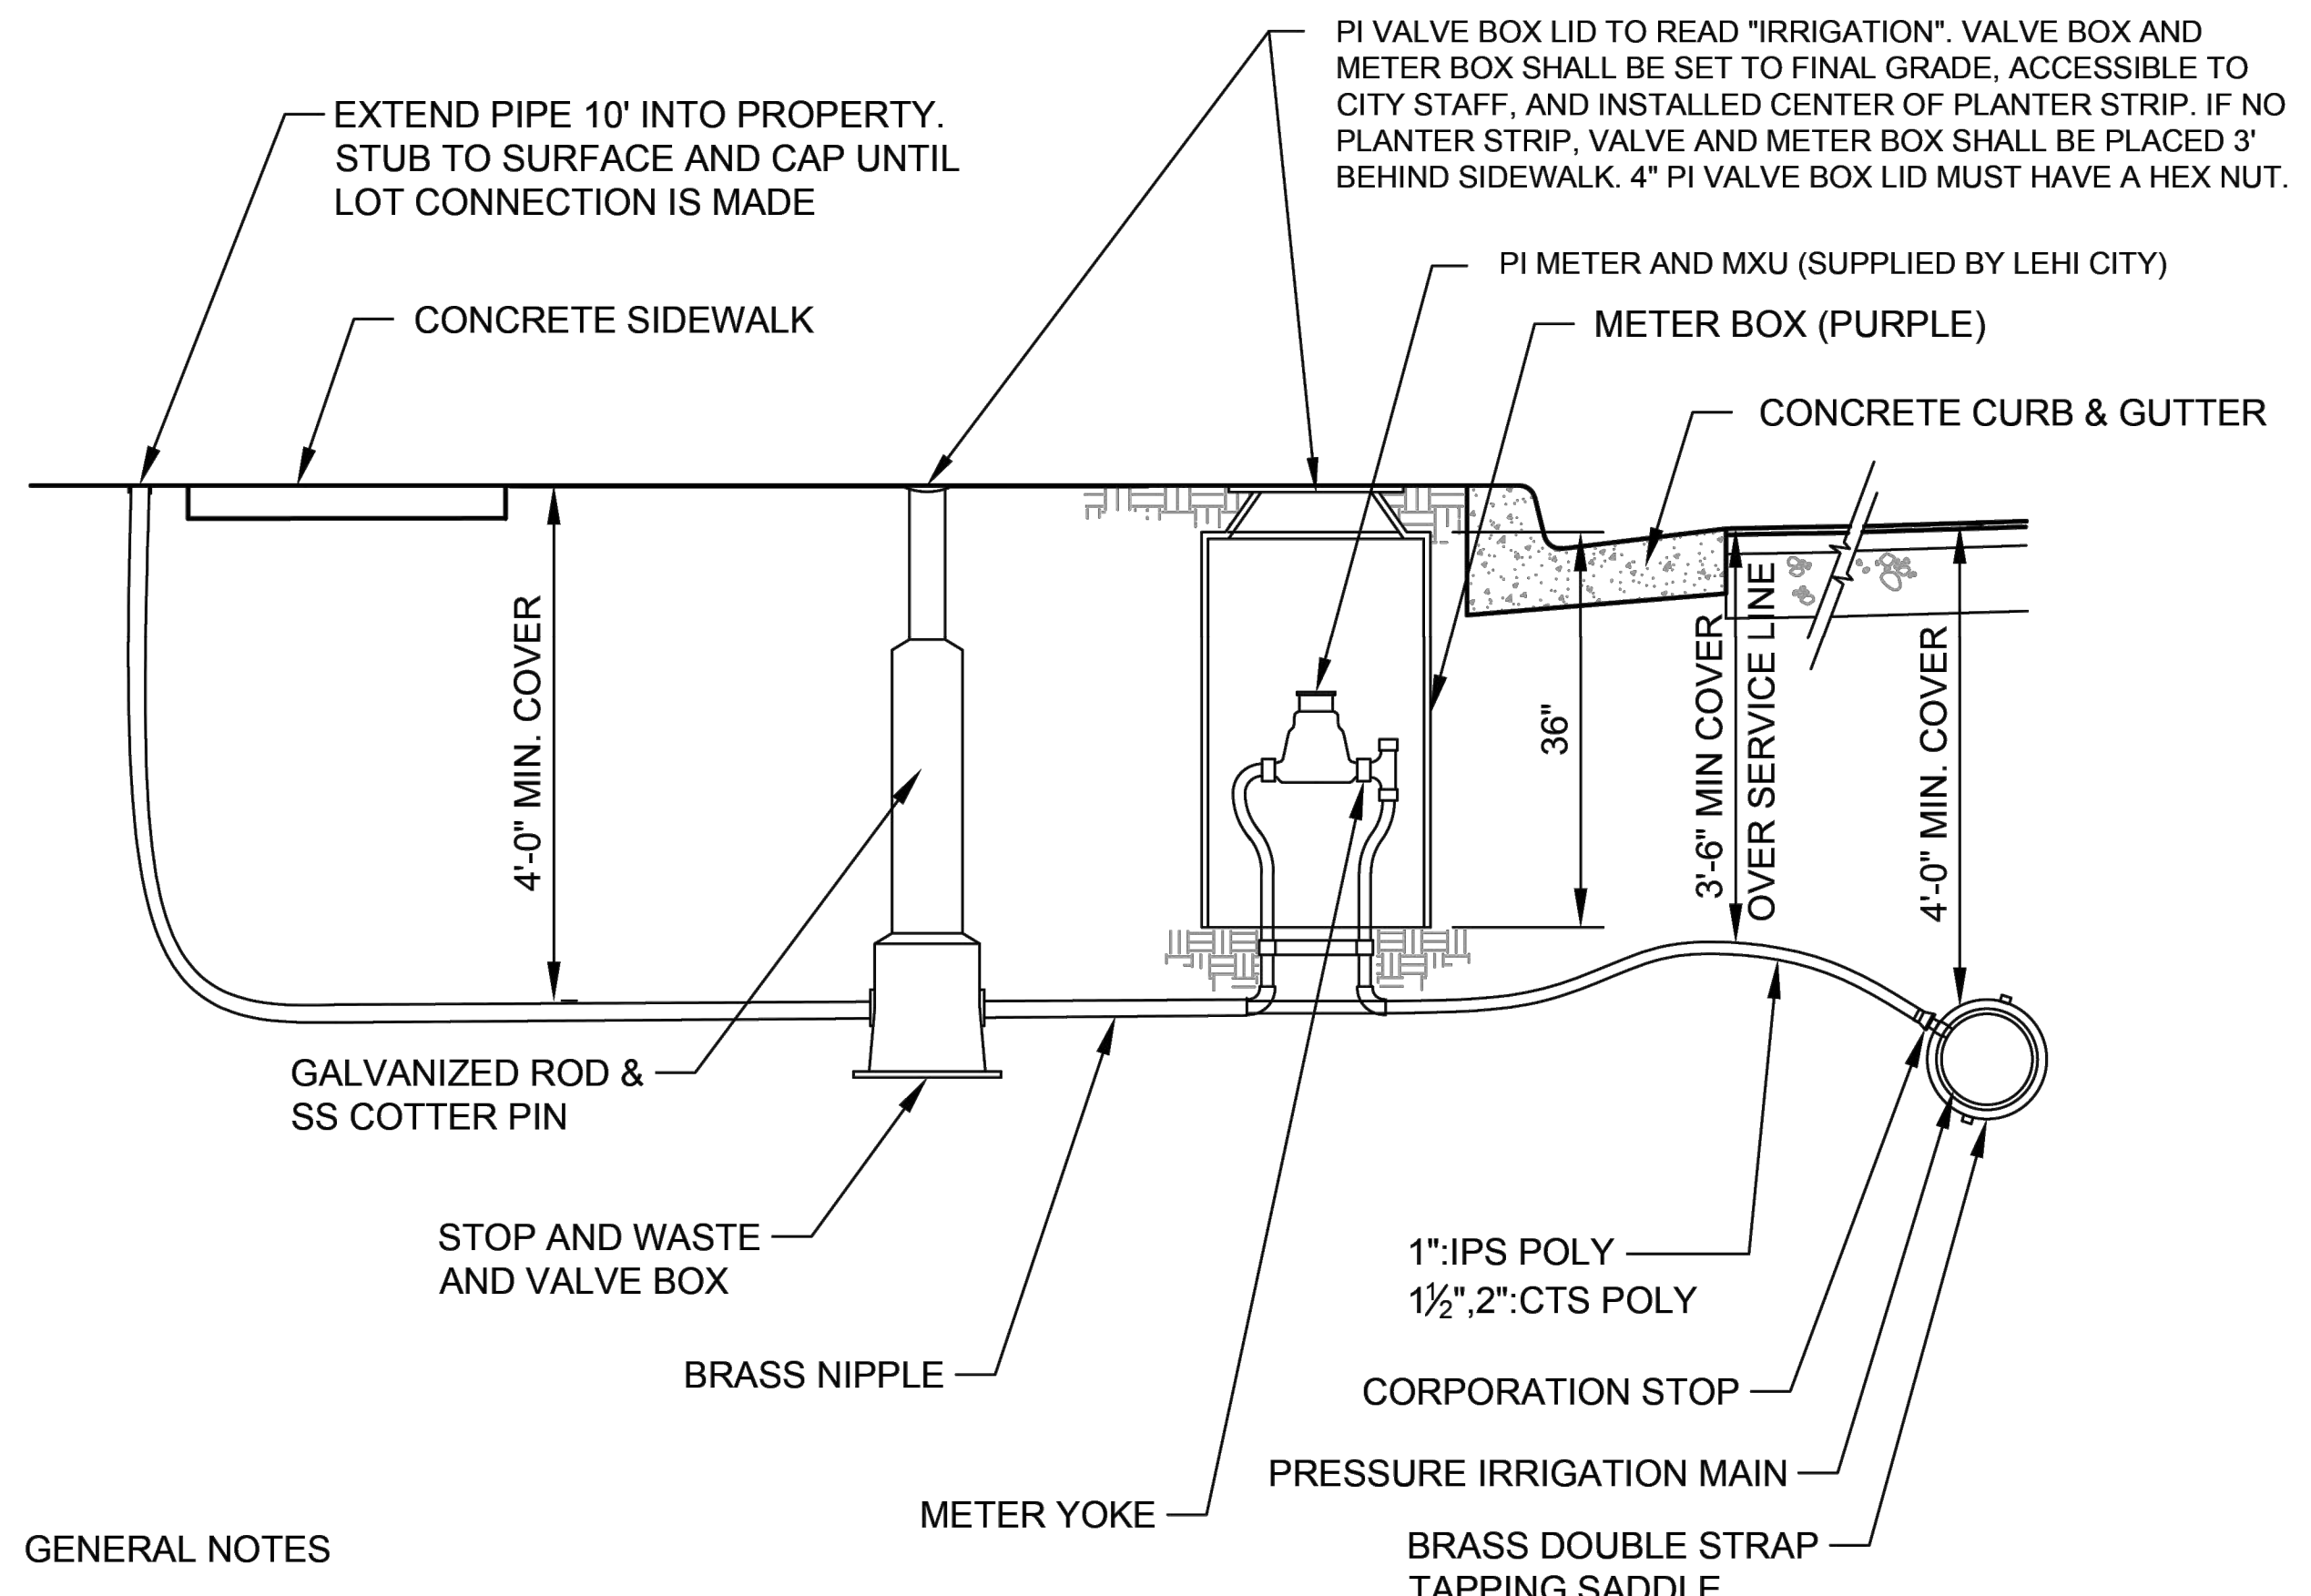 PI VALVE BOX LID TO READ "IRRIGATION". VALVE BOX AND
METER BOX SHALL BE SET TO FINAL GRADE, ACCESSIBLE TO
CITY STAFF, AND INSTALLED CENTER OF PLANTER STRIP. IF NO
PLANTER STRIP, VALVE AND METER BOX SHALL BE PLACED 3'
BEHIND SIDEWALK. 4" PI VALVE BOX LID MUST HAVE A HEX NUT.
EXTEND PIPE 10' INTO PROPERTY.
STUB TO SURFACE AND CAP UNTIL
LOT CONNECTION IS MADE
PI METER AND MXU (SUPPLIED BY LEHI CITY)
CONCRETE SIDEWALK
METER BOX (PURPLE)
CONCRETE CURB & GUTTER
4'-0" MIN. COVER
36"
3'-6" MIN COVER
OVER SERVICE LINE
4'-0" MIN. COVER
GALVANIZED ROD &
SS COTTER PIN
STOP AND WASTE
AND VALVE BOX
1":IPS POLY
1½",2":CTS POLY
BRASS NIPPLE
CORPORATION STOP
PRESSURE IRRIGATION MAIN
METER YOKE
BRASS DOUBLE STRAP
TAPPING SADDLE
GENERAL NOTES